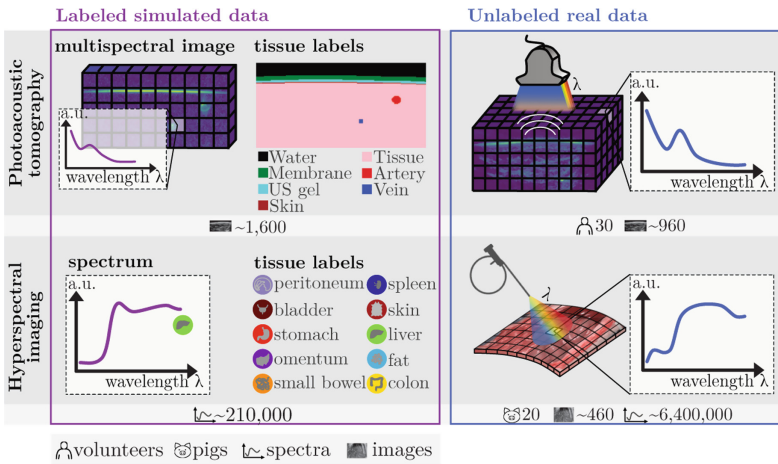 Labeled simulated data
Unlabeled real data
Photoacoustic
tomography
multispectral image
tissue labels
a.u.
wavelength λ
Water
Tissue
Membrane
Artery
US gel
Vein
Skin
λ
a.u.
wavelength λ
~1,600
30
~960
Hyperspectral
imaging
spectrum
tissue labels
a.u.
wavelength λ
peritoneum
spleen
bladder
skin
stomach
liver
omentum
fat
small bowel
colon
λ
a.u.
wavelength λ
~210,000
20
~460
~6,400,000
volunteers
pigs
spectra
images